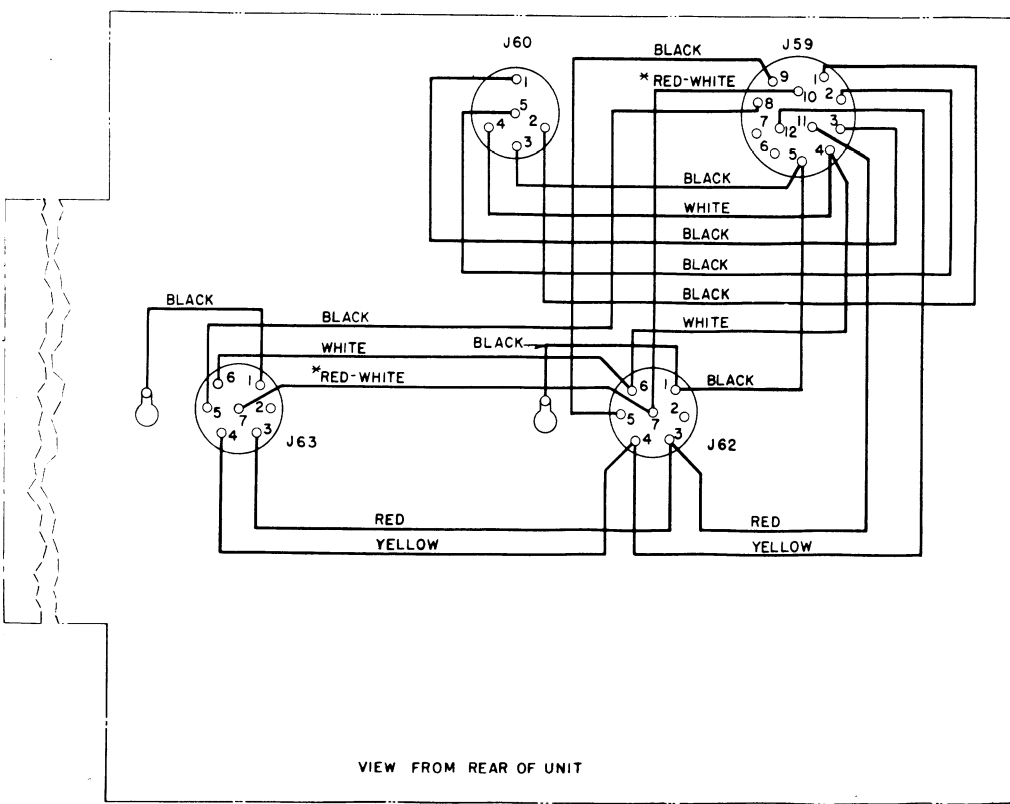 J60
BLACK
J59
* RED-WHITE
1
5
4
2
3
9
1
10
2
8
7
12
11
3
6
5
4
BLACK
WHITE
BLACK
BLACK
BLACK
BLACK
BLACK
WHITE
WHITE
BLACK
*RED-WHITE
BLACK
6
1
5
7
2
4
3
J63
6
1
5
7
2
4
3
J62
RED
RED
YELLOW
YELLOW
VIEW FROM REAR OF UNIT